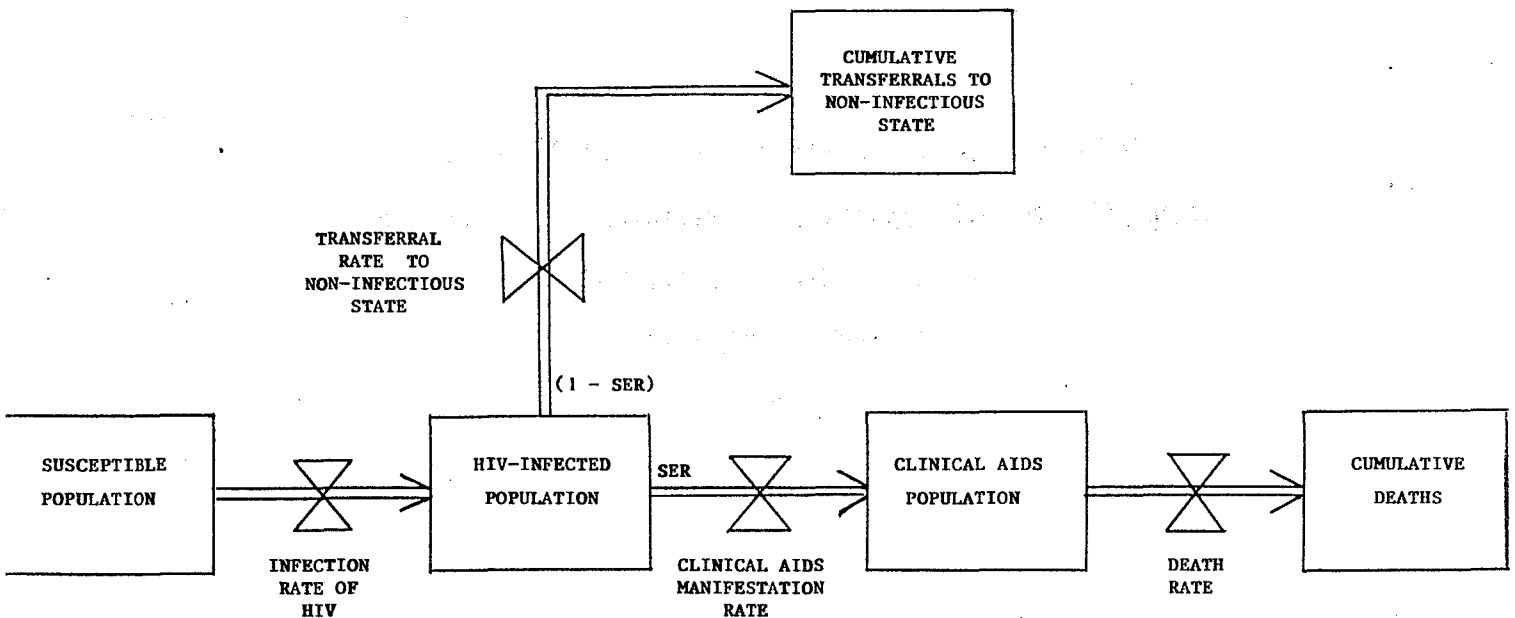 CUMULATIVE
TRANSFERRALS TO
NON-INFECTIOUS
STATE
TRANSFERRAL
RATE TO
NON-INFECTIOUS
STATE
(1 - SER)
SUSCEPTIBLE
POPULATION
INFECTION
RATE OF
HIV
HIV-INFECTED
POPULATION
SER
CLINICAL AIDS
MANIFESTATION
RATE
CLINICAL AIDS
POPULATION
DEATH
RATE
CUMULATIVE
DEATHS